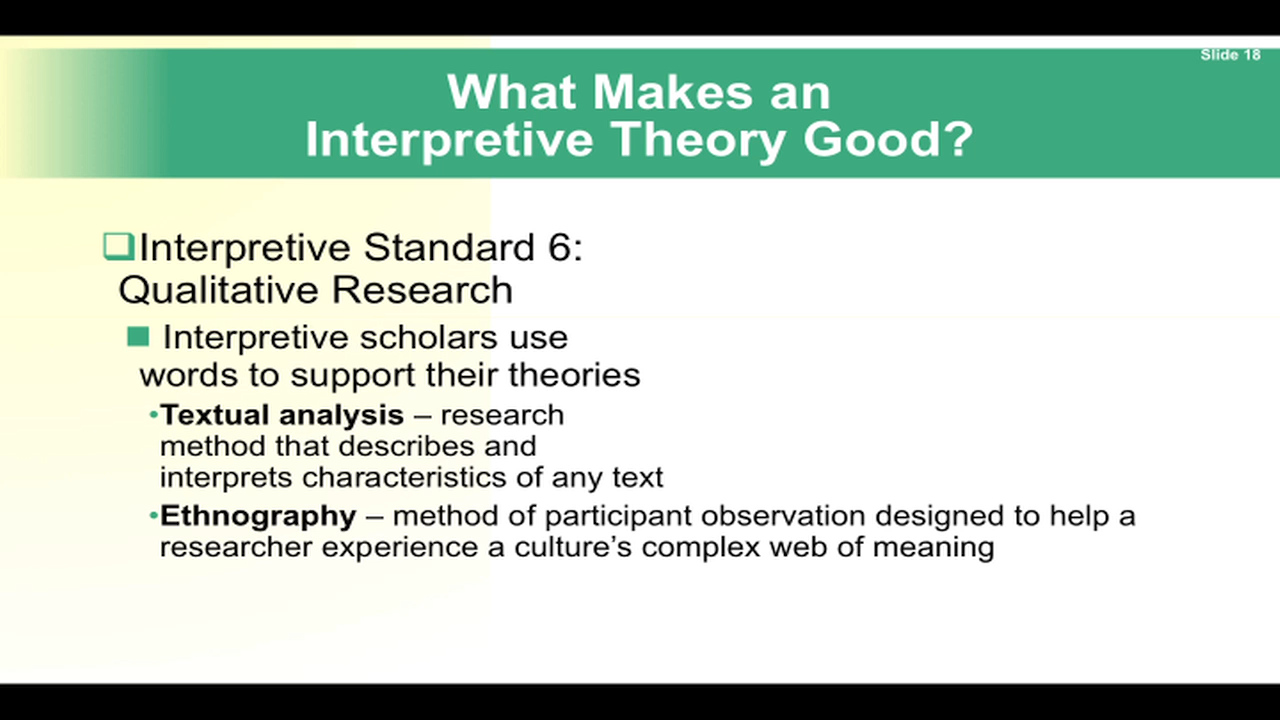 Slide 18
What Makes an
Interpretive Theory Good?
Interpretive Standard 6:
Qualitative Research
Interpretive scholars use
words to support their theories
•Textual analysis – research
method that describes and
interprets characteristics of any text
•Ethnography – method of participant observation designed to help a
researcher experience a culture’s complex web of meaning